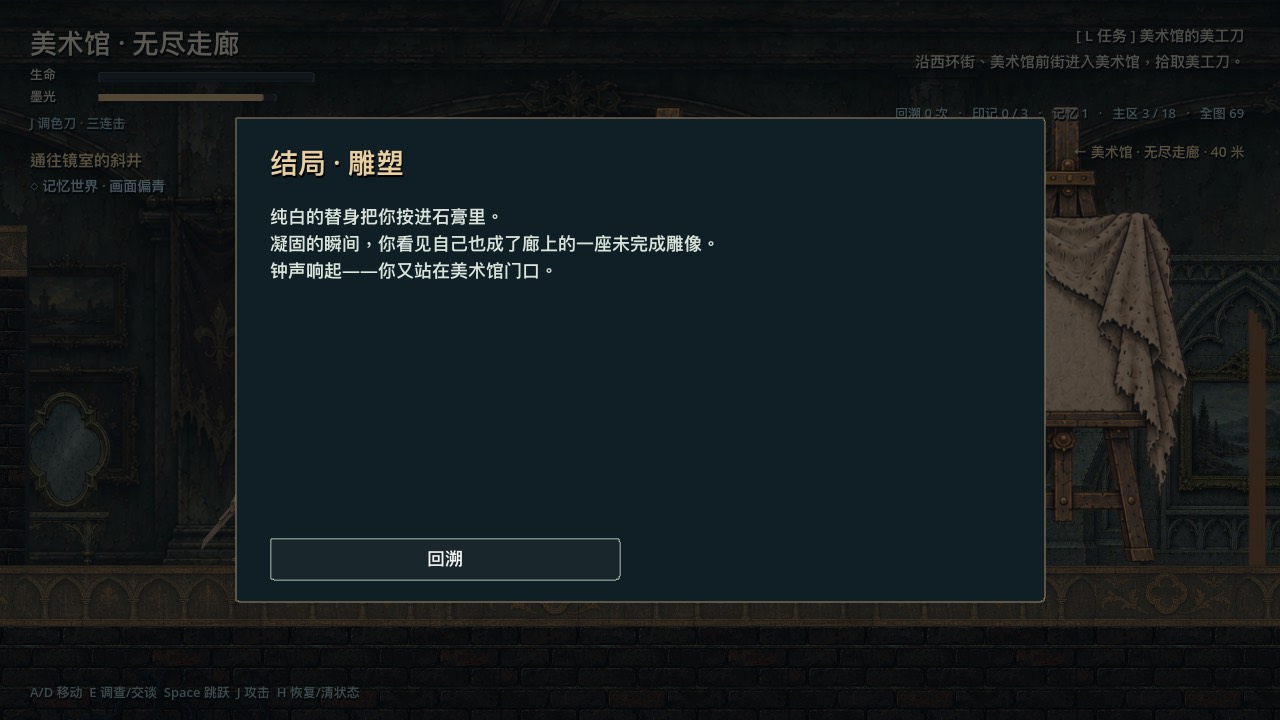 美术馆 · 无尽走廊
生命
墨光
J 调色刀 · 三连击
通往镜室的斜井
◇ 记忆世界 · 画面偏青
[ L 任务 ] 美术馆的美工刀
沿西环街、美术馆前街进入美术馆，拾取美工刀。
回溯 0 次 · 印记 0 / 3 · 记忆 1 · 主区 3 / 18 · 全图 69
← 美术馆 · 无尽走廊 · 40 米
结局 · 雕塑
纯白的替身把你按进石膏里。
凝固的瞬间，你看见自己也成了廊上的一座未完成雕像。
钟声响起——你又站在美术馆门口。
回溯
A/D 移动 E 调查/交谈 Space 跳跃 J 攻击 H 恢复/清状态